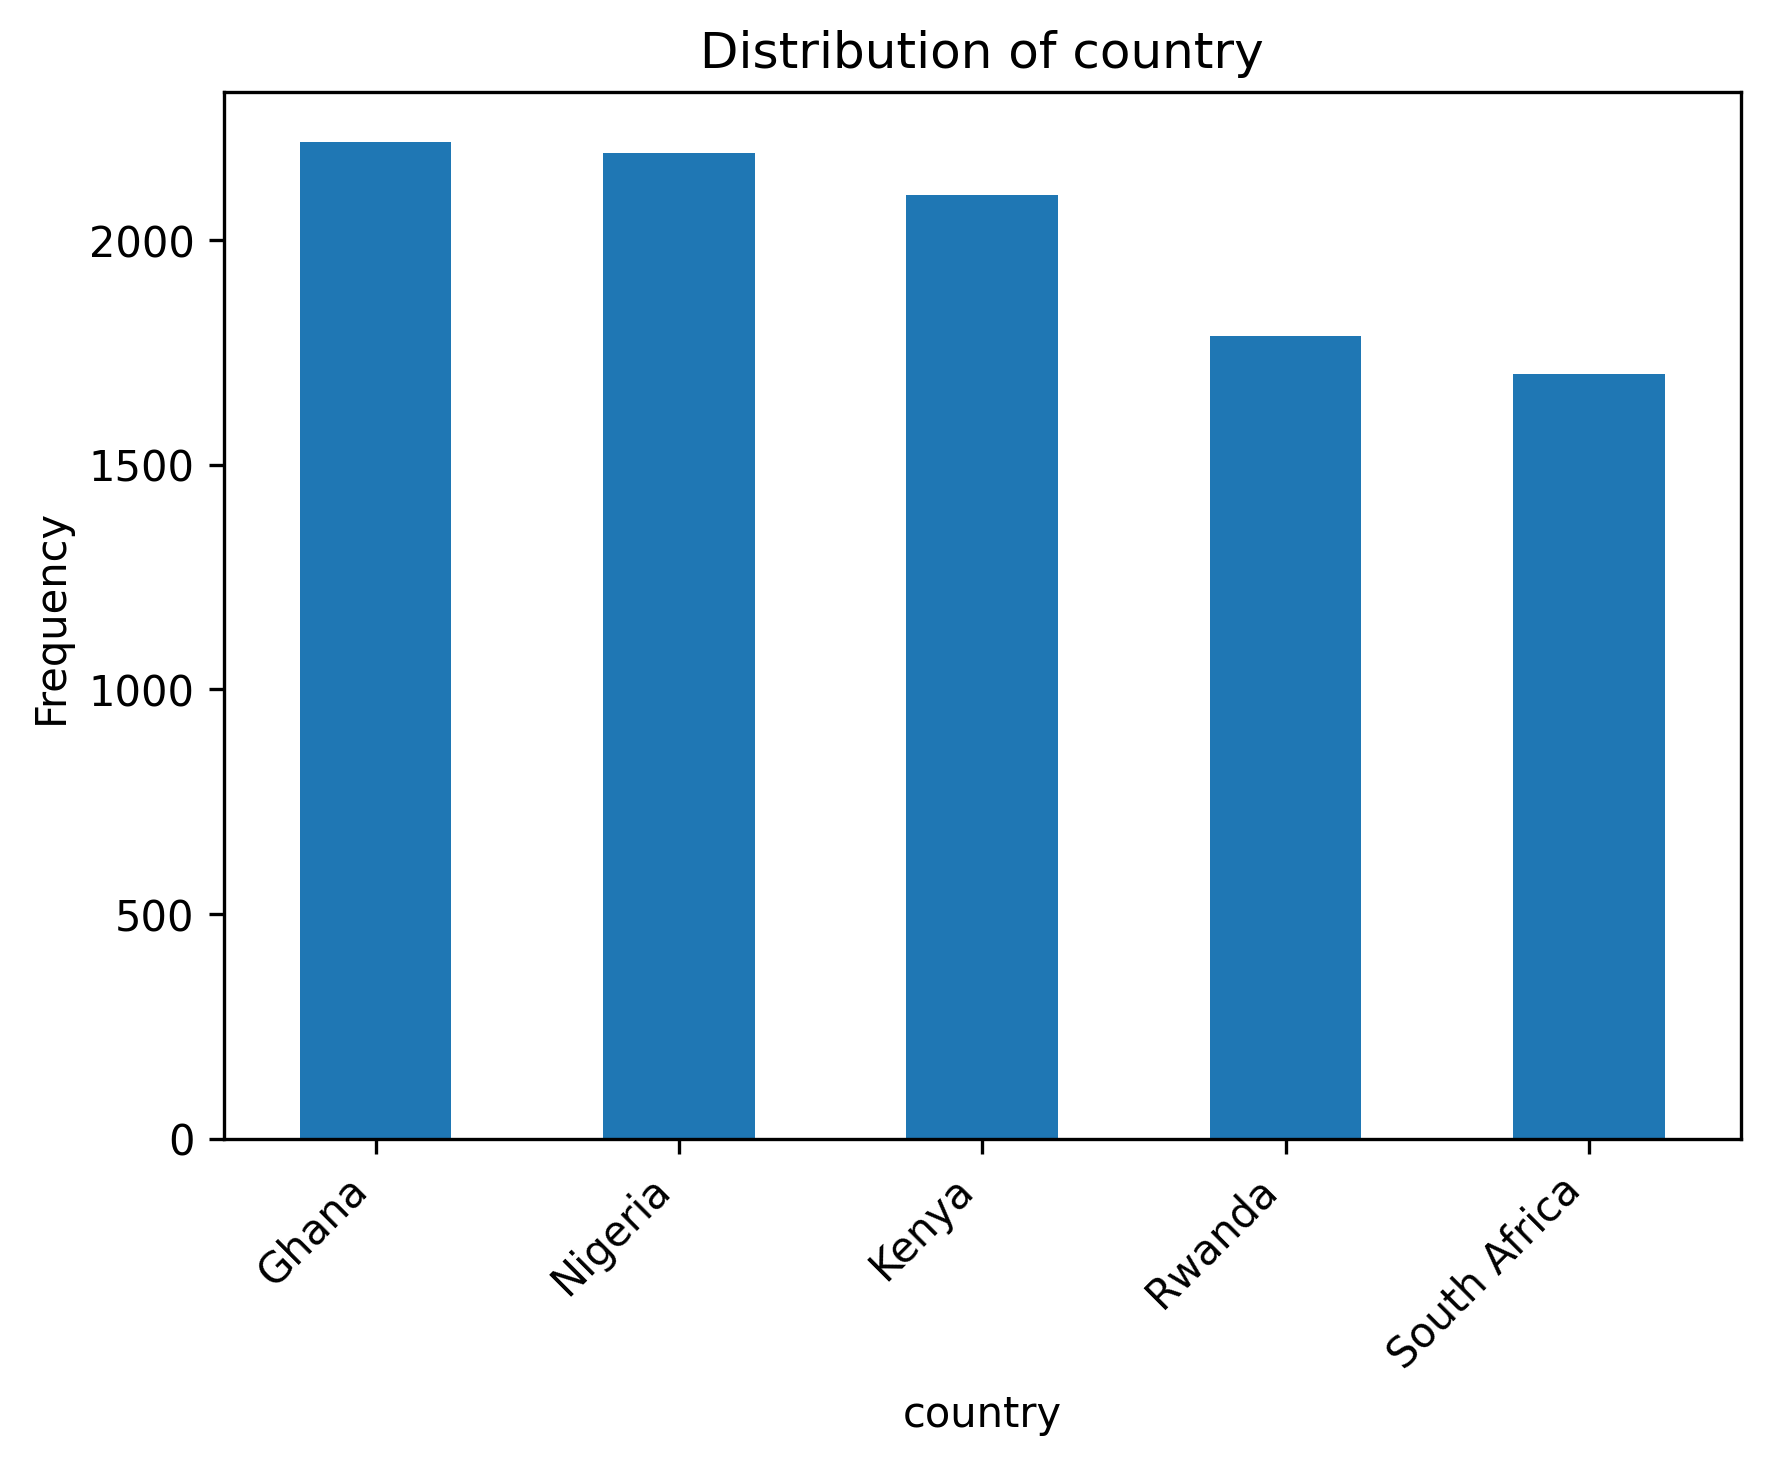 Distribution of country
Frequency
2000
1500
1000
500
0
Ghana
Nigeria
Kenya
Rwanda
South Africa
country